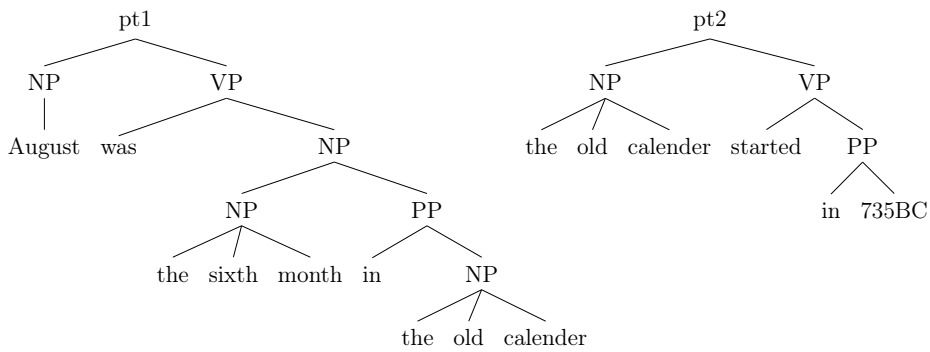 pt1 pt2
NP VP NP VP
August was NP the old calender started PP
NP PP in 735BC
the sixth month in NP
the old calender